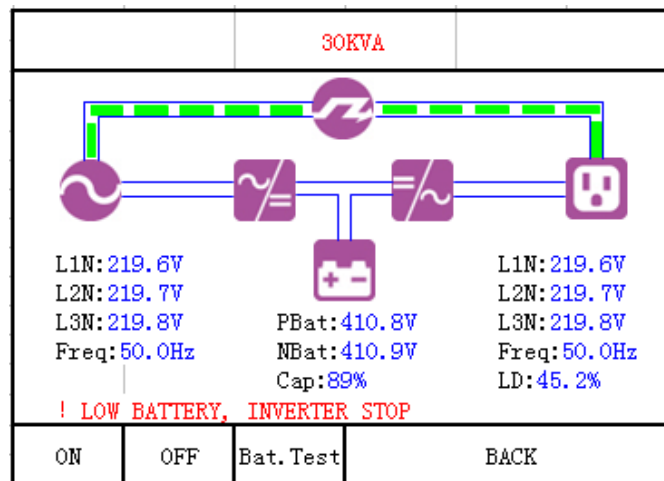 30KVA
L1N:219.6V
L2N:219.7V
L3N:219.8V
Freq:50.0Hz
PBat:410.8V
NBat:410.9V
Cap:89%
L1N:219.6V
L2N:219.7V
L3N:219.8V
Freq:50.0Hz
LD:45.2%
! LOW BATTERY, INVERTER STOP
ON OFF Bat.Test BACK